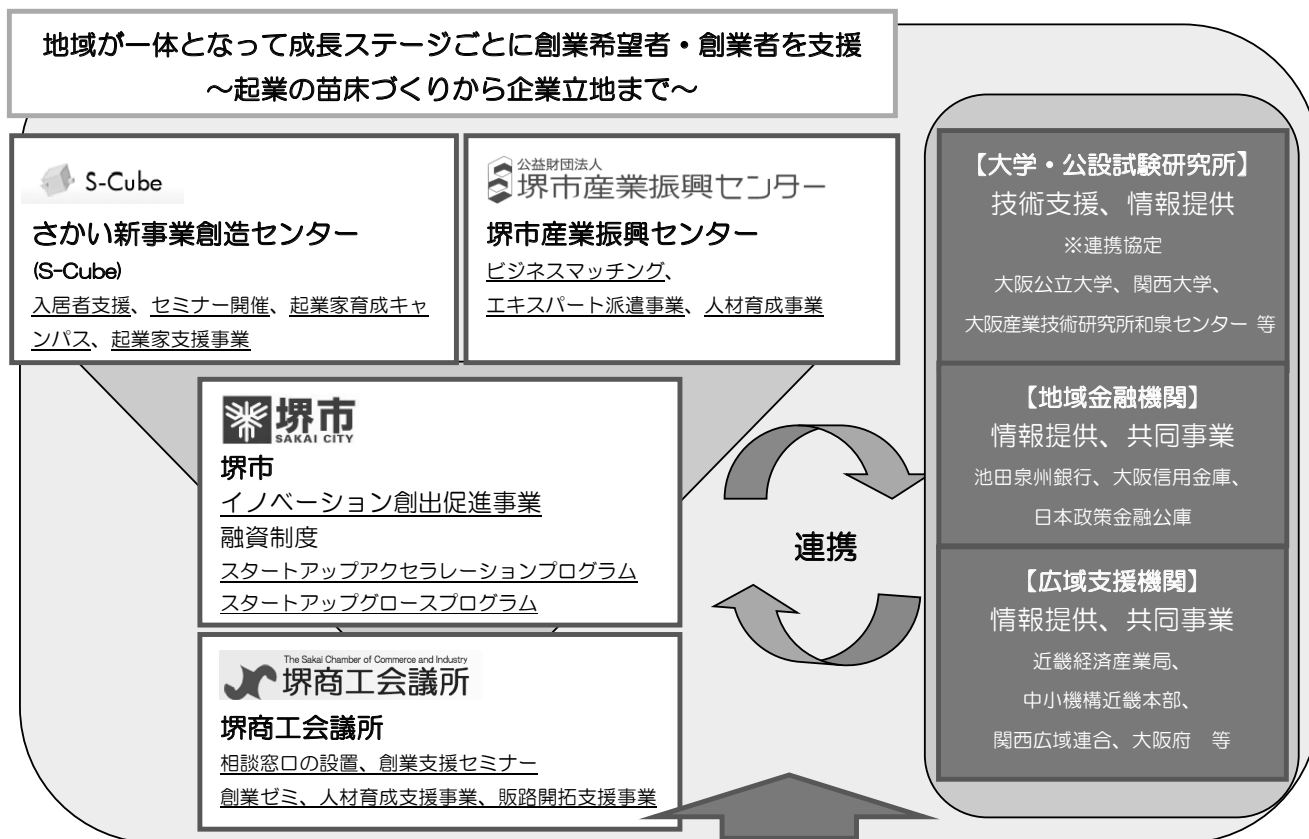 地域が一体となって成長ステージごとに創業希望者・創業者を支援
～起業の苗床づくりから企業立地まで～
S-Cube
さかい新事業創造センター
(S-Cube)
入居者支援、セミナー開催、起業家育成キャ
ンパス、起業家支援事業
公益財団法人
堺市産業振興センター
堺市産業振興センター
ビジネスマッチング、
エキスパート派遣事業、人材育成事業
堺市
SAKAI CITY
堺市
イノベーション創出促進事業
融資制度
スタートアップアクセラレーションプログラム
スタートアップグロースプログラム
The Sakai Chamber of Commerce and Industry
堺商工会議所
堺商工会議所
相談窓口の設置、創業支援セミナー
創業ゼミ、人材育成支援事業、販路開拓支援事業
連携
【大学・公設試験研究所】
技術支援、情報提供
※連携協定
大阪公立大学、関西大学、
大阪産業技術研究所和泉センター 等
【地域金融機関】
情報提供、共同事業
池田泉州銀行、大阪信用金庫、
日本政策金融公庫
【広域支援機関】
情報提供、共同事業
近畿経済産業局、
中小機構近畿本部、
関西広域連合、大阪府　等